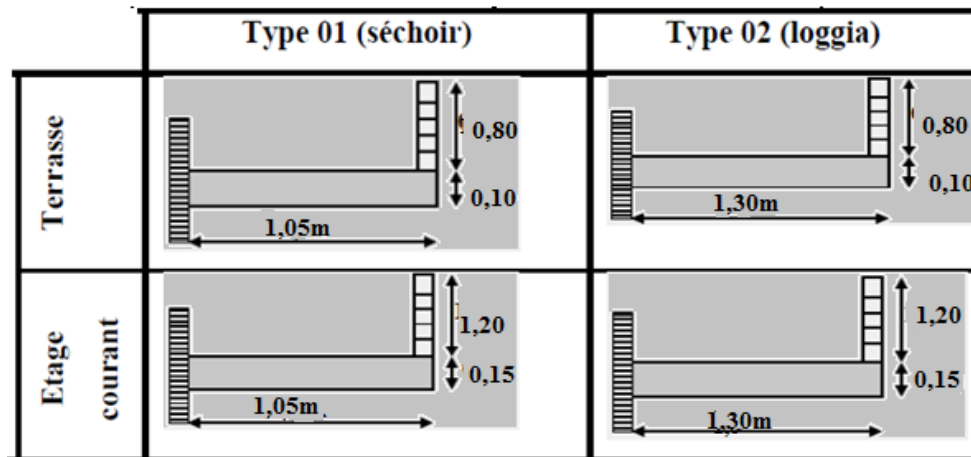 Type 01 (séchoir)
Type 02 (loggia)
Terrasse
0,80
0,10
1,05m
0,80
0,10
1,30m
Etage
courant
1,20
0,15
1,05m
1,20
0,15
1,30m